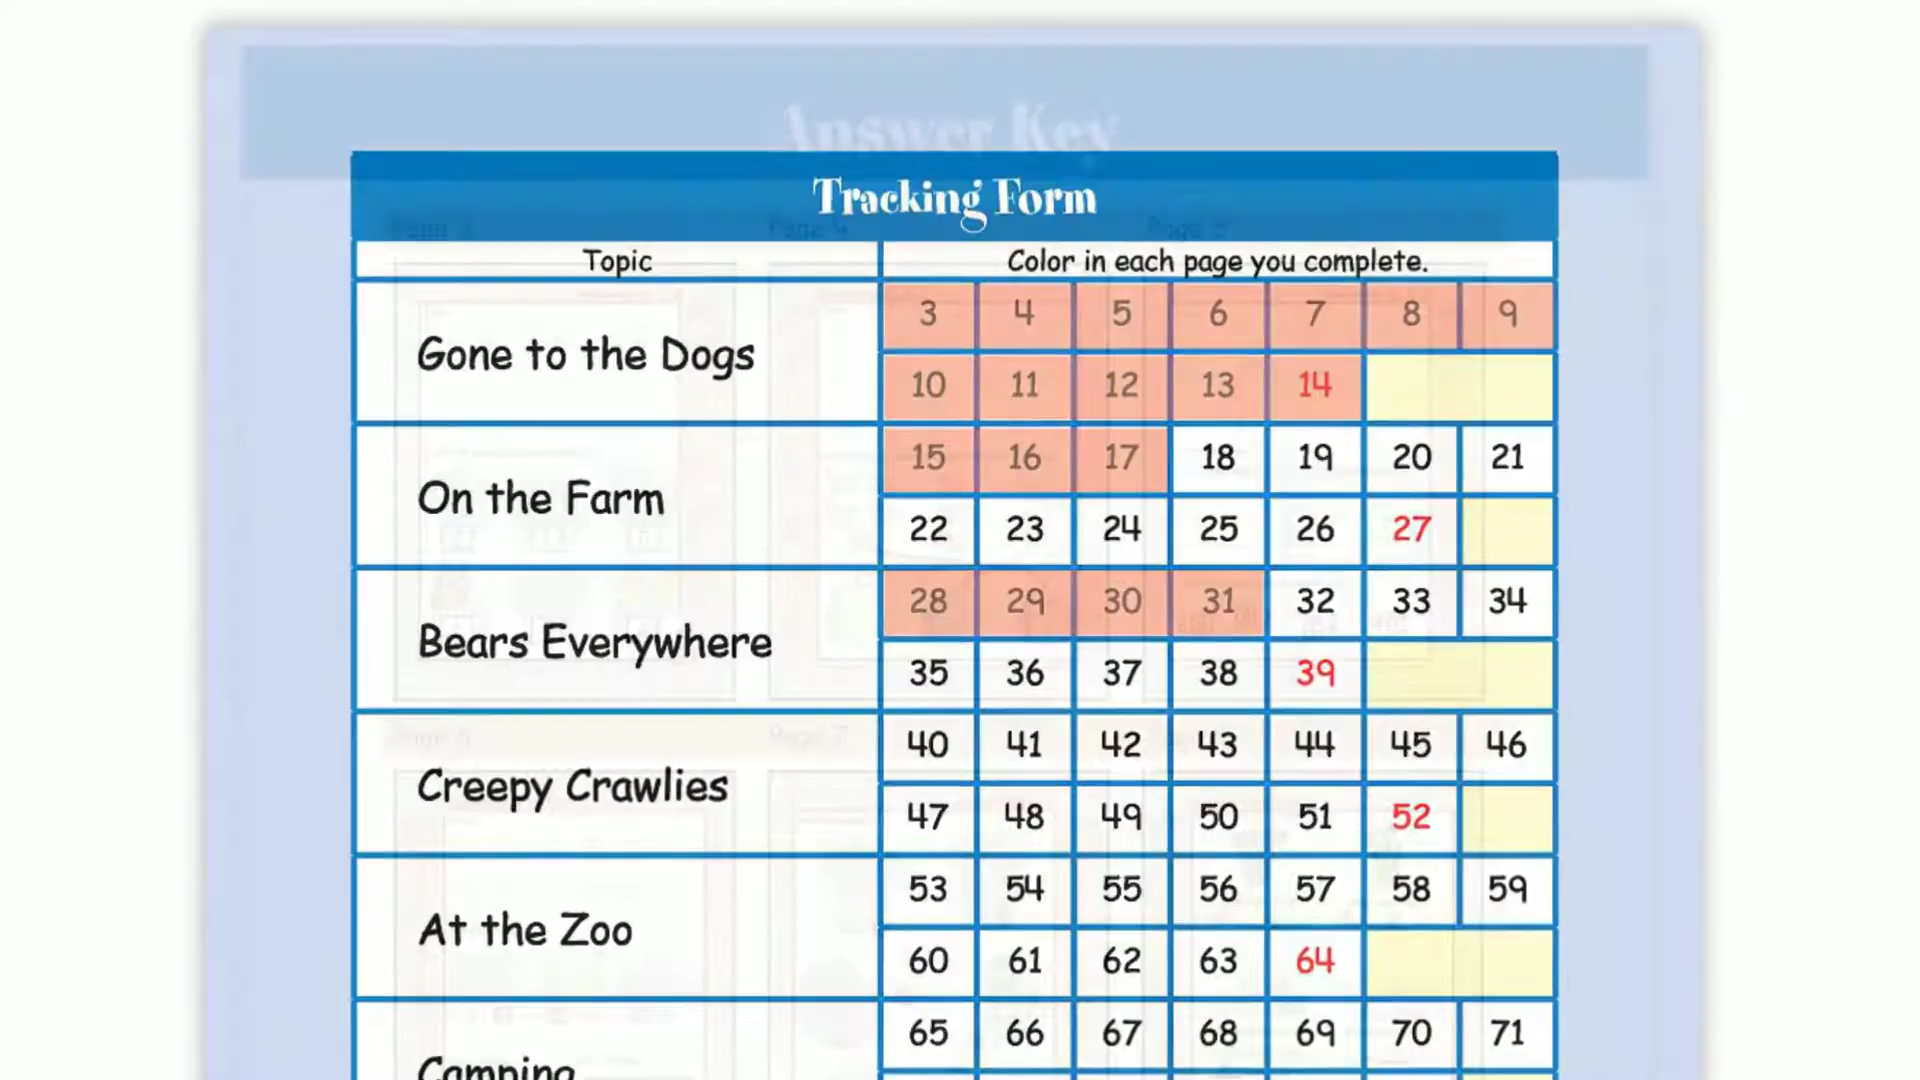 Answer Key
Tracking Form
Topic Color in each page you complete.
Gone to the Dogs
3 4 5 6 7 8 9
10 11 12 13 14
On the Farm
15 16 17 18 19 20 21
22 23 24 25 26 27
Bears Everywhere
28 29 30 31 32 33 34
35 36 37 38 39
Creepy Crawlies
40 41 42 43 44 45 46
47 48 49 50 51 52
At the Zoo
53 54 55 56 57 58 59
60 61 62 63 64
Camping
65 66 67 68 69 70 71